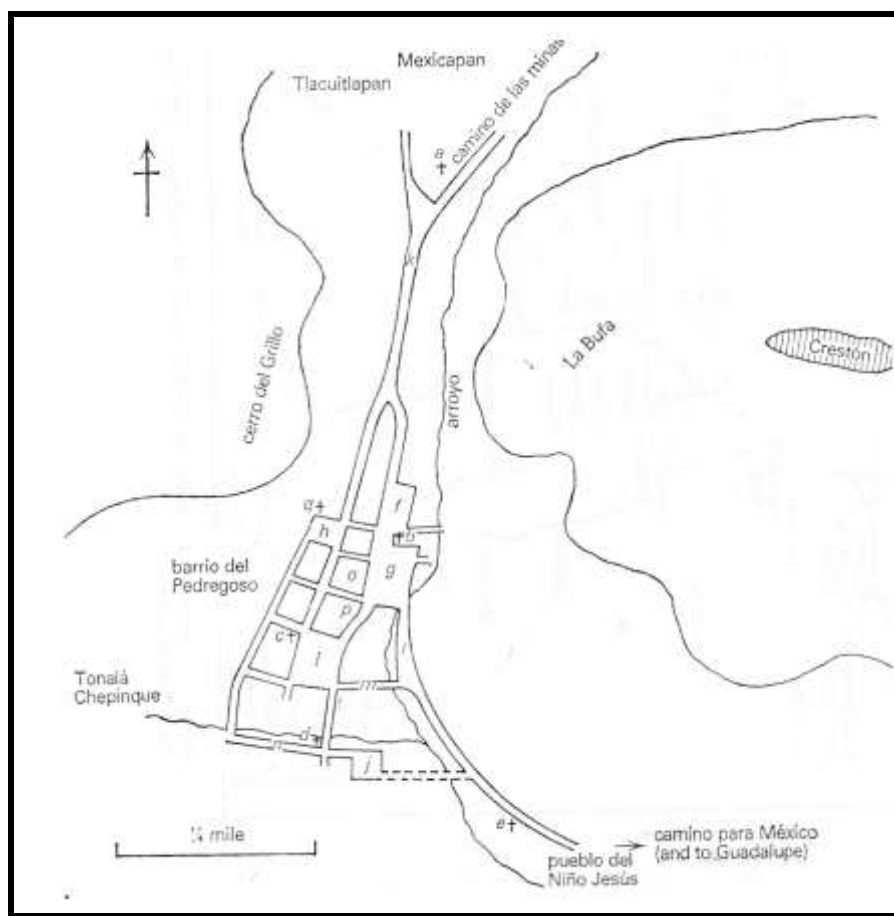 Mexicapan
Tlacuitlapan
camino de las minas
a
k
cerro del Grillo
arroyo
La Bufa
Crestón
q
f
h
b
barrio del
Pedregoso
o
g
p
c
i
l
Tonalá
Chepinque
m
d
n
j
¼ mile
e
camino para México
(and to Guadalupe)
pueblo del
Niño Jesús